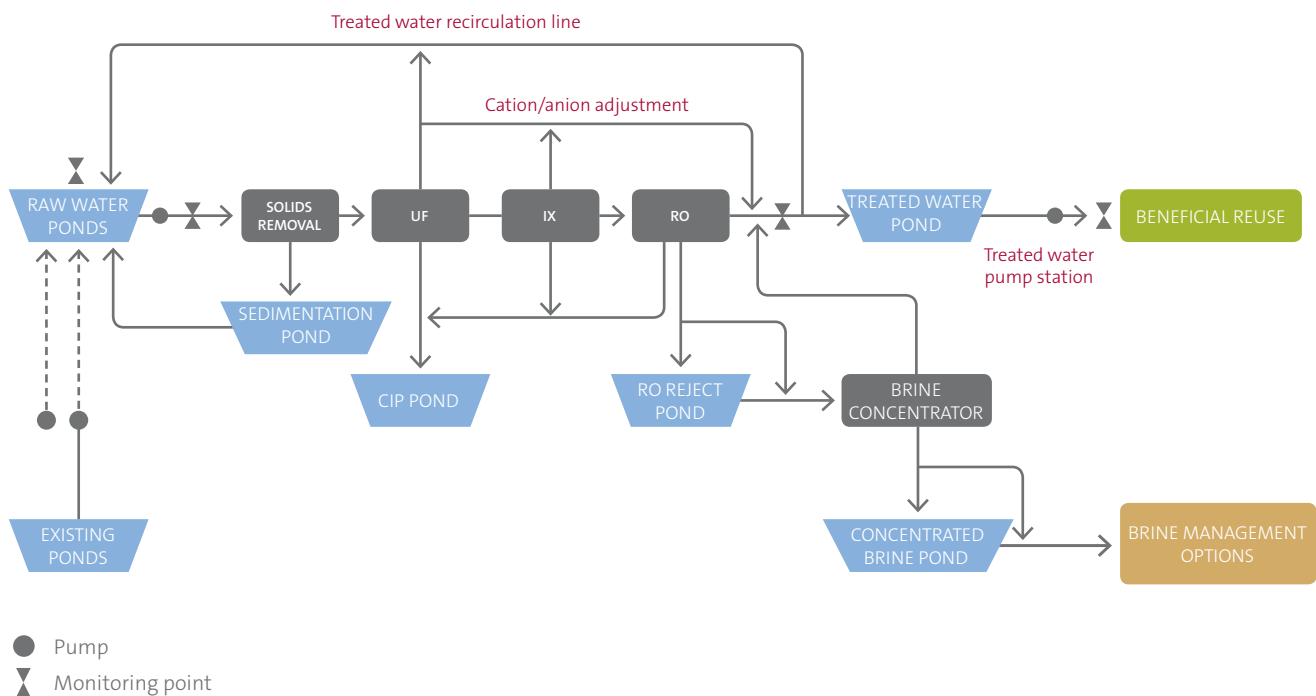 Treated water recirculation line
Cation/anion adjustment
RAW WATER
PONDS
SOLIDS
REMOVAL
UF
IX
RO
TREATED WATER
POND
BENEFICIAL REUSE
Treated water
pump station
SEDIMENTATION
POND
CIP POND
RO REJECT
POND
BRINE
CONCENTRATOR
EXISTING
PONDS
CONCENTRATED
BRINE POND
BRINE MANAGEMENT
OPTIONS
Pump
Monitoring point